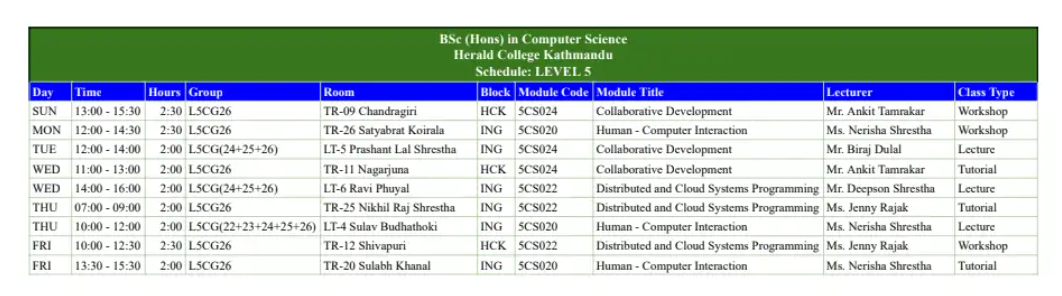 BSc (Hons) in Computer Science
Herald College Kathmandu
Schedule: LEVEL 5
Day Time Hours Group Room Block Module Code Module Title Lecturer Class Type
SUN 13:00 - 15:30 2:30 L5CG26 TR-09 Chandragiri HCK 5CS024 Collaborative Development Mr. Ankit Tamrakar Workshop
MON 12:00 - 14:30 2:30 L5CG26 TR-26 Satyabrat Koirala ING 5CS020 Human - Computer Interaction Ms. Nerisha Shrestha Workshop
TUE 12:00 - 14:00 2:00 L5CG(24+25+26) LT-5 Prashant Lal Shrestha ING 5CS024 Collaborative Development Mr. Biraj Dulal Lecture
WED 11:00 - 13:00 2:00 L5CG26 TR-11 Nagarjuna HCK 5CS024 Collaborative Development Mr. Ankit Tamrakar Tutorial
WED 14:00 - 16:00 2:00 L5CG(24+25+26) LT-6 Ravi Phuyal ING 5CS022 Distributed and Cloud Systems Programming Mr. Deepson Shrestha Lecture
THU 07:00 - 09:00 2:00 L5CG26 TR-25 Nikhil Raj Shrestha ING 5CS022 Distributed and Cloud Systems Programming Ms. Jenny Rajak Tutorial
THU 10:00 - 12:00 2:00 L5CG(22+23+24+25+26) LT-4 Sulav Budhathoki ING 5CS020 Human - Computer Interaction Ms. Nerisha Shrestha Lecture
FRI 10:00 - 12:30 2:30 L5CG26 TR-12 Shivapuri HCK 5CS022 Distributed and Cloud Systems Programming Ms. Jenny Rajak Workshop
FRI 13:30 - 15:30 2:00 L5CG26 TR-20 Sulabh Khanal ING 5CS020 Human - Computer Interaction Ms. Nerisha Shrestha Tutorial